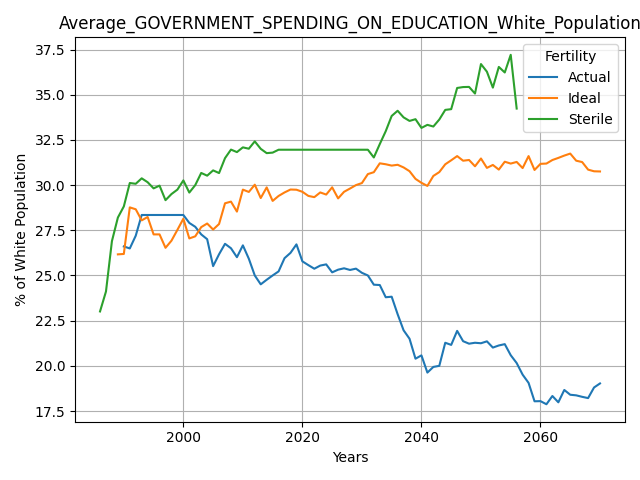 Average_GOVERNMENT_SPENDING_ON_EDUCATION_White_Population
37.5
35.0
32.5
30.0
27.5
25.0
22.5
20.0
17.5
% of White Population
Fertility
Actual
Ideal
Sterile
2000
2020
2040
2060
Years